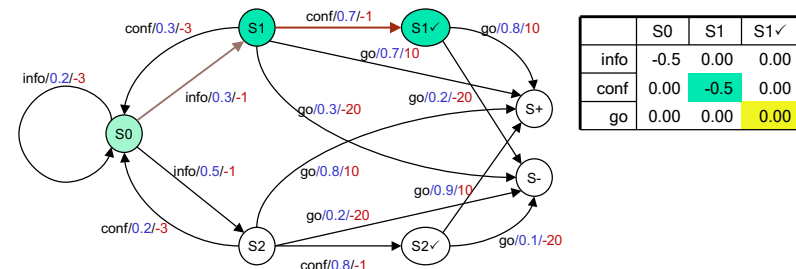 conf/0.3/-3
S1
conf/0.7/-1
S1✓
go/0.8/10
go/0.7/10
info/0.2/-3
info/0.3/-1
go/0.3/-20
go/0.2/-20
S+
S0
info/0.5/-1
go/0.8/10
S-
go/0.9/10
conf/0.2/-3
go/0.2/-20
S2
S2✓
go/0.1/-20
conf/0.8/-1
S0 S1 S1✓
info -0.5 0.00 0.00
conf 0.00 -0.5 0.00
go 0.00 0.00 0.00